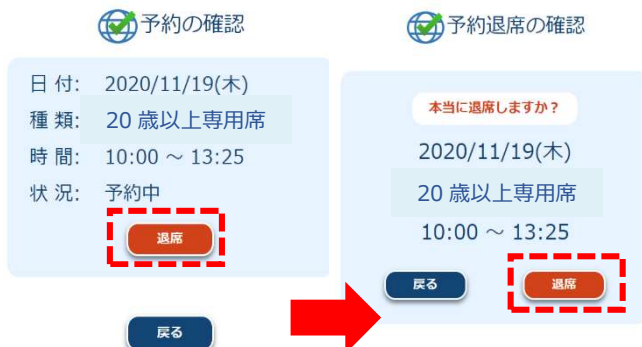 予約の確認
日 付: 2020/11/19(木)
種 類: 20 歳以上専用席
時 間: 10:00 ～ 13:25
状 況: 予約中
退席
戻る
予約退席の確認
本当に退席しますか？
2020/11/19(木)
20 歳以上専用席
10:00 ～ 13:25
戻る
退席